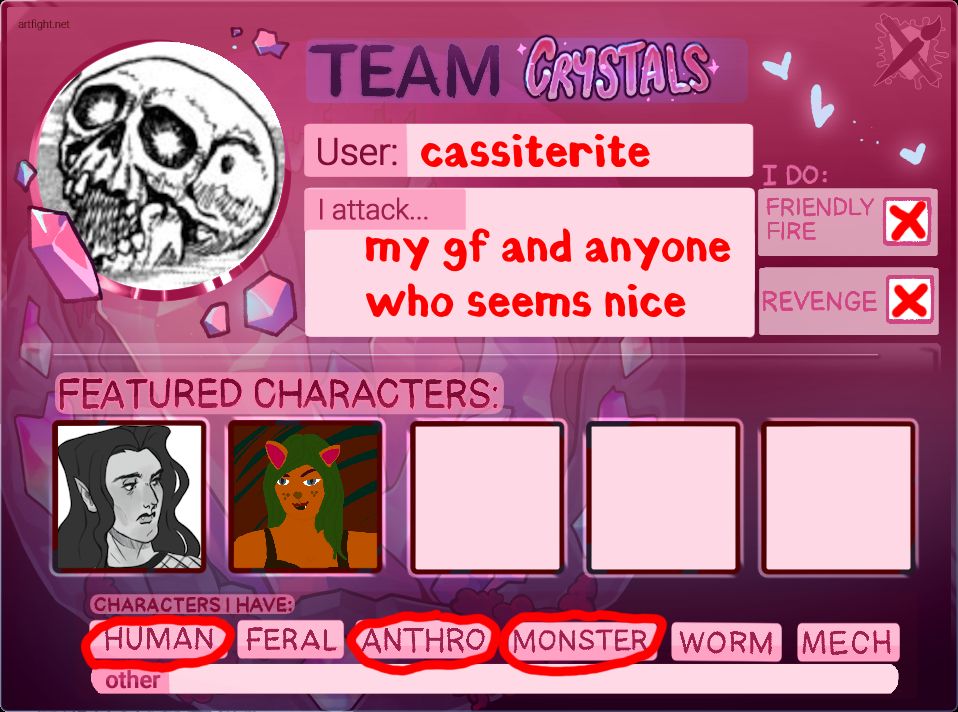 artfight.net
TEAM CRYSTALS
User: cassiterite
I attack...
my gf and anyone
who seems nice
I DO:
FRIENDLY
FIRE
REVENGE
FEATURED CHARACTERS:
CHARACTERS I HAVE:
HUMAN FERAL ANTHRO MONSTER WORM MECH
other